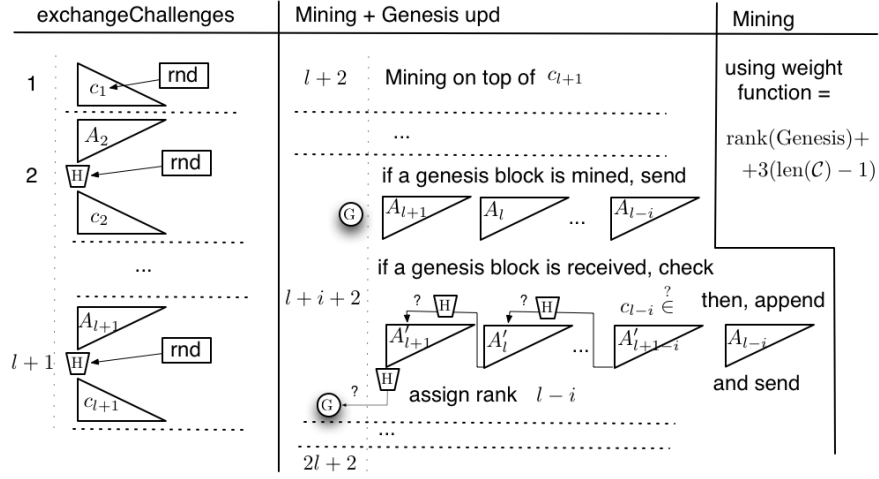 exchangeChallenges
Mining + Genesis upd
Mining
1
c_1
rnd
A_2
2
H
rnd
c_2
...
A_{l+1}
l + 1
H
rnd
c_{l+1}
l + 2
Mining on top of c_{l+1}
...
if a genesis block is mined, send
G
A_{l+1}
A_l
...
A_{l-i}
if a genesis block is received, check
l + i + 2
?
H
?
H
c_{l-i} ∈^?
then, append
A'_{l+1}
A'_l
...
A'_{l+1-i}
A_{l-i}
H
and send
G
?
assign rank l - i
...
2l + 2
using weight
function =
rank(Genesis)+
+3(len(C) - 1)